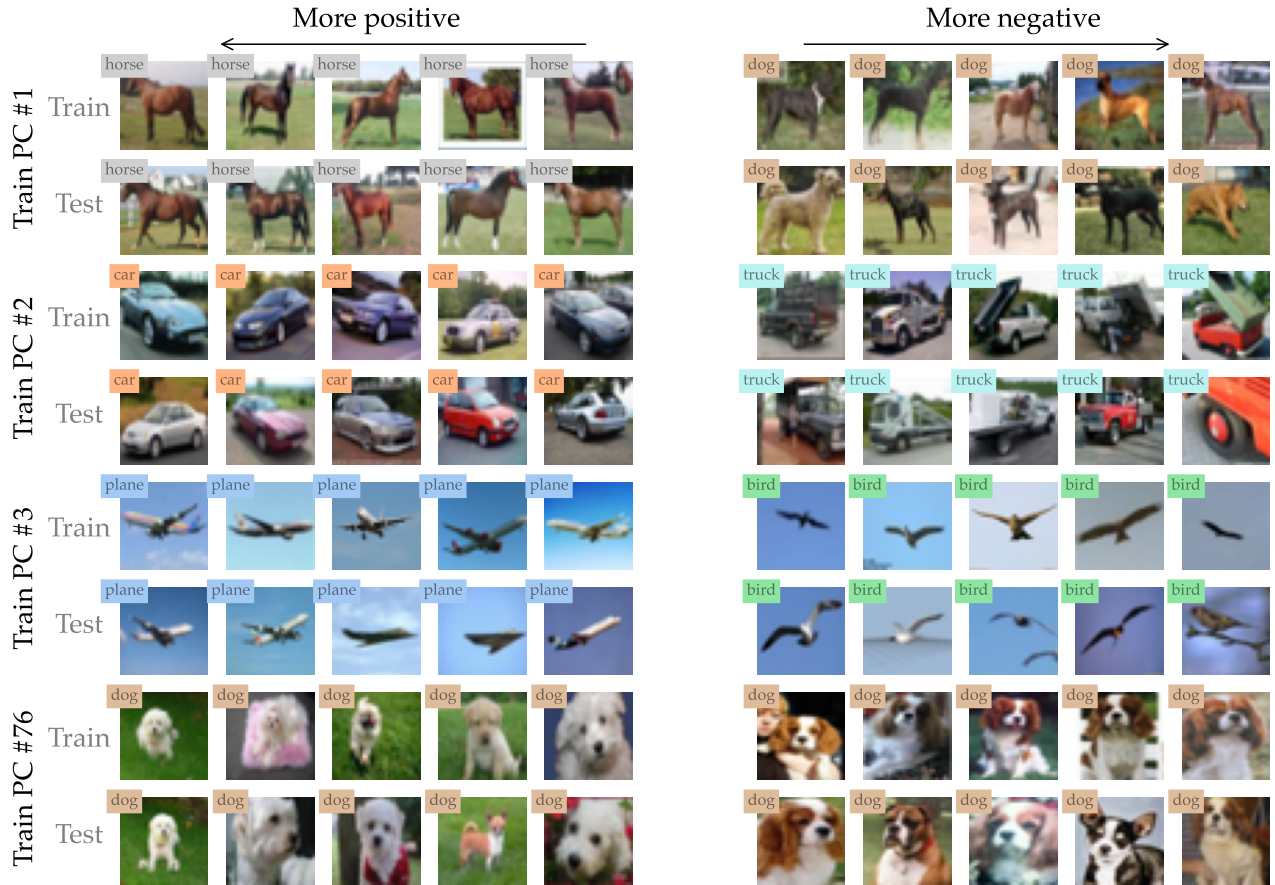 More positive More negative
Train PC #1
Train
horse horse horse horse horse dog dog dog dog dog
Test
horse horse horse horse horse dog dog dog dog dog
Train PC #2
Train
car car car car car truck truck truck truck truck
Test
car car car car car truck truck truck truck truck
Train PC #3
Train
plane plane plane plane plane bird bird bird bird bird
Test
plane plane plane plane plane bird bird bird bird bird
Train PC #76
Train
dog dog dog dog dog dog dog dog dog dog
Test
dog dog dog dog dog dog dog dog dog dog